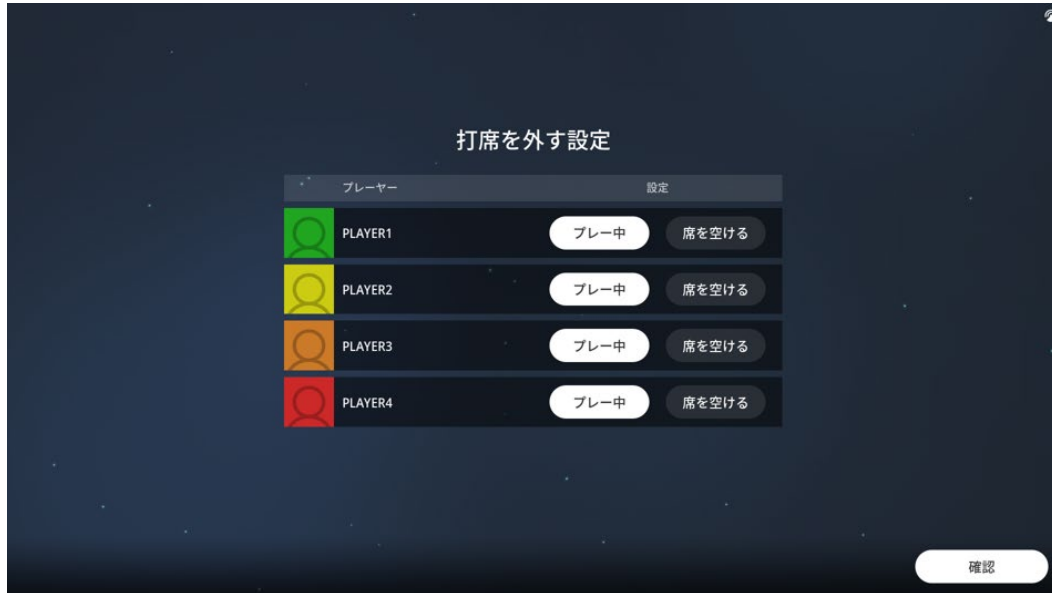 打席を外す設定
プレーヤー 設定
PLAYER1 プレー中 席を空ける
PLAYER2 プレー中 席を空ける
PLAYER3 プレー中 席を空ける
PLAYER4 プレー中 席を空ける
確認